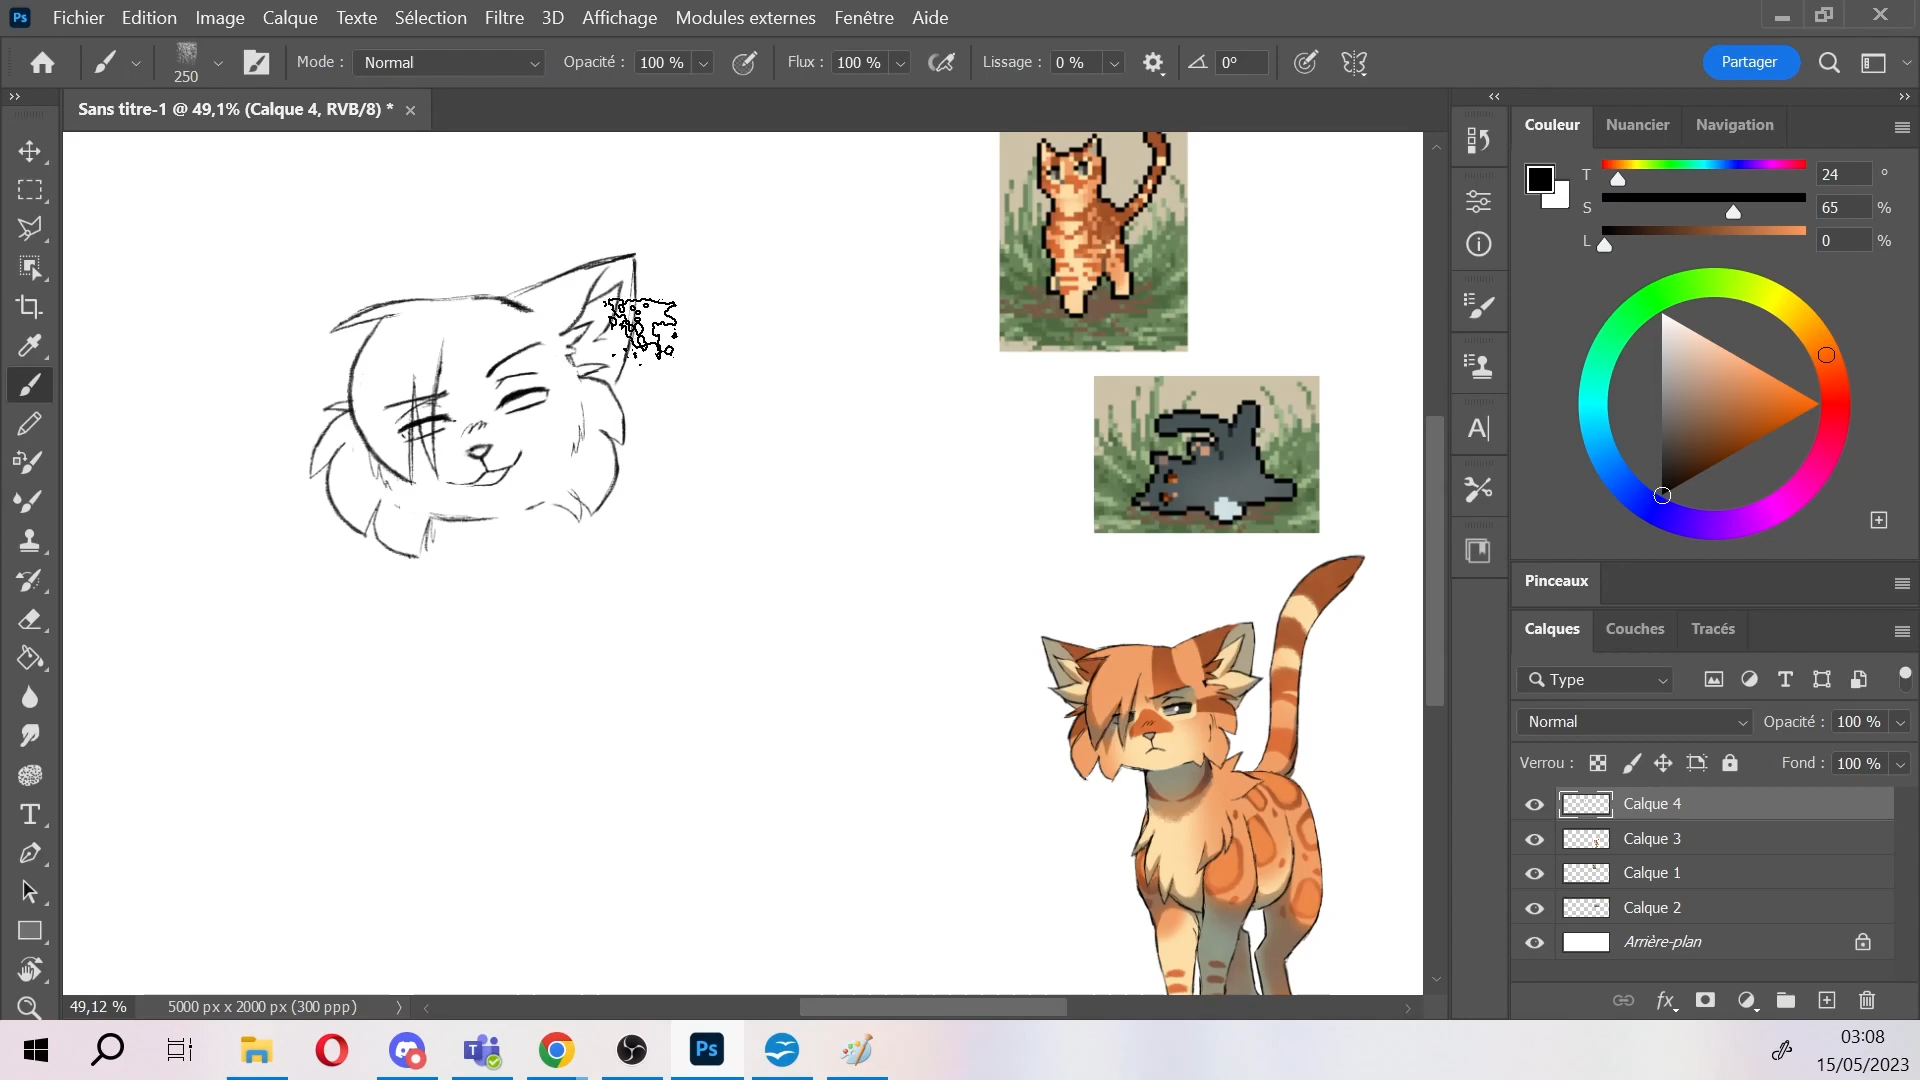 Ps Fichier Edition Image Calque Texte Sélection Filtre 3D Affichage Modules externes Fenêtre Aide
250 Mode : Normal Opacité : 100 % Flux : 100 % Lissage : 0 % 0° Partager
Sans titre-1 @ 49,1% (Calque 4, RVB/8) *
Couleur Nuancier Navigation
T 24 °
S 65 %
L 0 %
Pinceaux
Calques Couches Tracés
Type
Normal Opacité : 100 %
Verrou : Fond : 100 %
Calque 4
Calque 3
Calque 1
Calque 2
Arrière-plan
49,12 % 5000 px x 2000 px (300 ppp)
Ps
03:08
15/05/2023